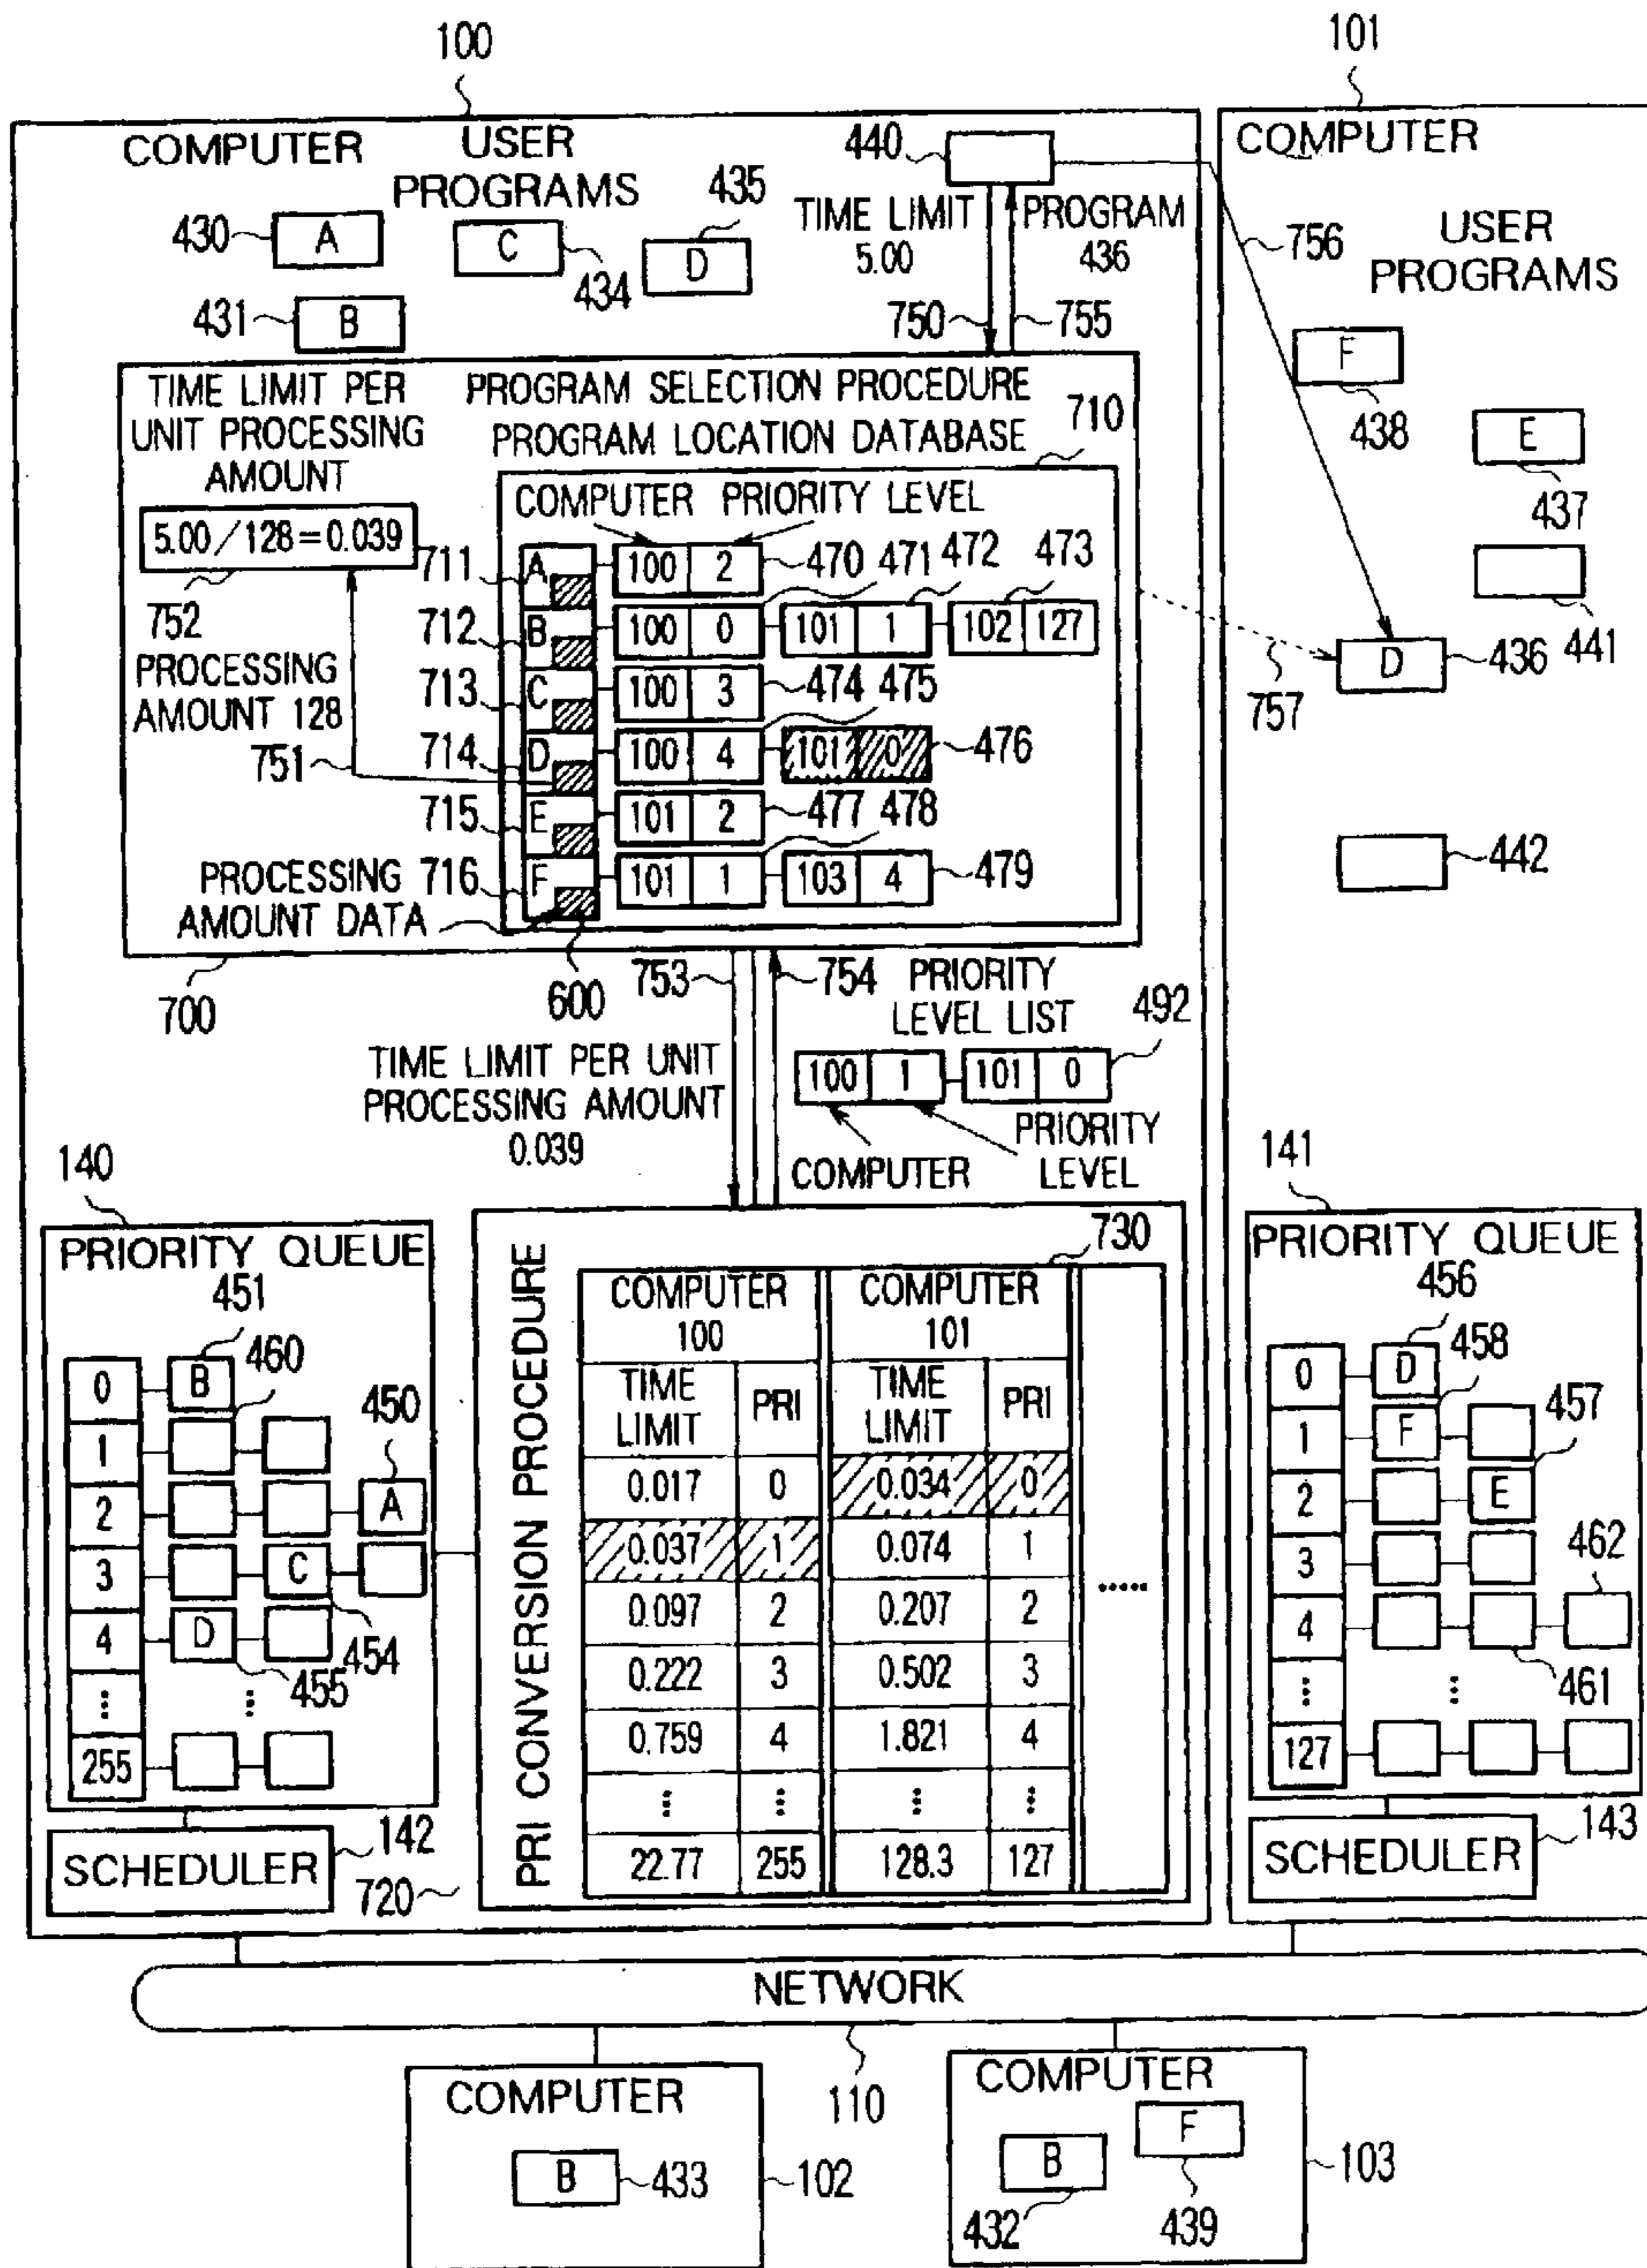 100
101
COMPUTER
USER
PROGRAMS
440
COMPUTER
435
TIME LIMIT
5.00
PROGRAM
436
756
USER
PROGRAMS
430
A
C
434
D
431
B
750
755
F
438
E
437
441
D
436
757
442
TIME LIMIT PER
UNIT PROCESSING
AMOUNT
PROGRAM SELECTION PROCEDURE
PROGRAM LOCATION DATABASE
710
5.00/128=0.039
COMPUTER PRIORITY LEVEL
752
PROCESSING
AMOUNT 128
751
711 A 100 2 470 471 472 473
712 B 100 0 101 1 102 127
713 C 100 3 474 475
714 D 100 4 101 0 476
715 E 101 2 477 478
716 F 101 1 103 4 479
PROCESSING
AMOUNT DATA
700
600
753
754
PRIORITY
LEVEL LIST
492
TIME LIMIT PER UNIT
PROCESSING AMOUNT
0.039
100 1 101 0
COMPUTER
PRIORITY
LEVEL
140
PRIORITY QUEUE
451
460
450
0 B
1
2 A
3 C
4 D
454
455
⋮ ⋮
255
142
SCHEDULER
720
PRI CONVERSION PROCEDURE
730
COMPUTER
100
COMPUTER
101
TIME
LIMIT
PRI
TIME
LIMIT
PRI
0.017 0 0.034 0
0.037 1 0.074 1
0.097 2 0.207 2
.....
0.222 3 0.502 3
0.759 4 1.821 4
⋮ ⋮ ⋮ ⋮
22.77 255 128.3 127
141
PRIORITY QUEUE
456
458
457
0 D
1 F
2 E
3
462
4
461
⋮ ⋮
127
143
SCHEDULER
NETWORK
110
COMPUTER
B
433
102
COMPUTER
F
B
432
439
103